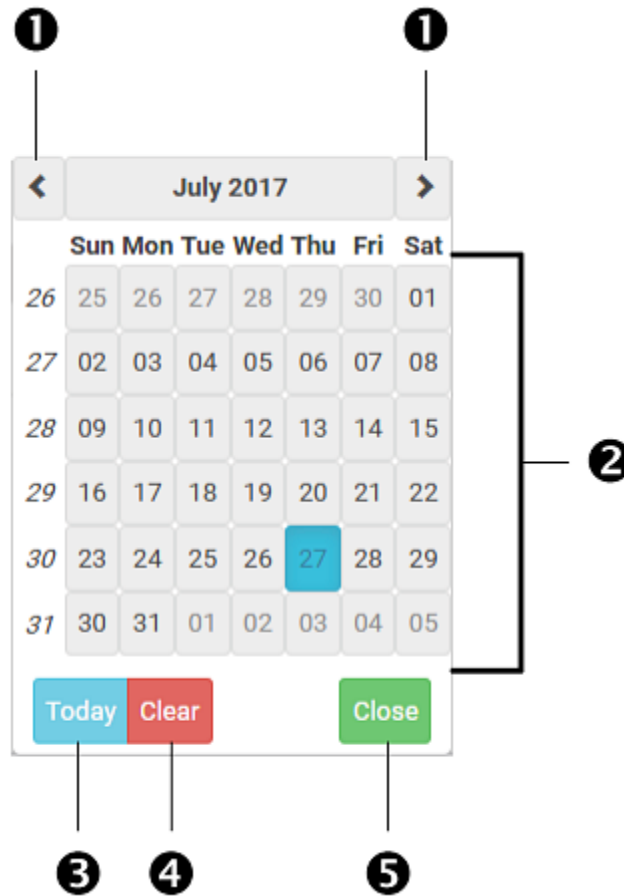 ❶ ❶
July 2017
Sun Mon Tue Wed Thu Fri Sat
26 25 26 27 28 29 30 01
27 02 03 04 05 06 07 08
28 09 10 11 12 13 14 15
❷
29 16 17 18 19 20 21 22
30 23 24 25 26 27 28 29
31 30 31 01 02 03 04 05
Today Clear Close
❸ ❹ ❺